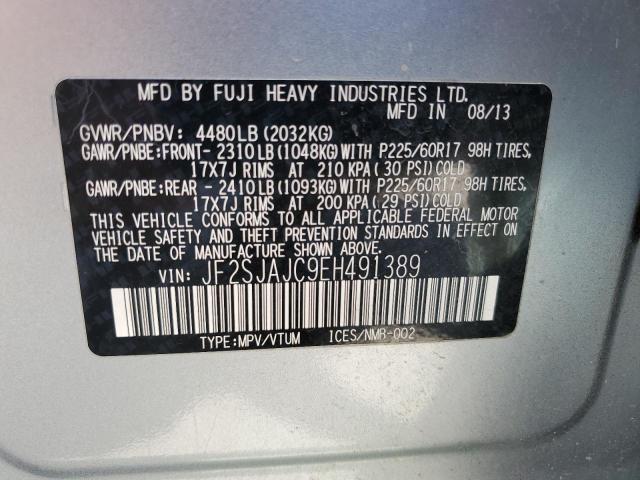 MFD BY FUJI HEAVY INDUSTRIES LTD.
MFD IN 08/13
GVWR/PNBV: 4480LB (2032KG)
GAWR/PNBE:FRONT-2310LB (1048KG)WITH P225/60R17 98H TIRES,
17X7J RIMS AT 210 KPA ( 30 PSI)COLD
GAWR/PNBE:REAR -2410LB (1093KG)WITH P225/60R17 98H TIRES,
17X7J RIMS AT 200 KPA ( 29 PSI)COLD
THIS VEHICLE CONFORMS TO ALL APPLICABLE FEDERAL MOTOR
VEHICLE SAFETY AND THEFT PREVENTION STANDARDS IN EFFECT ON
THE DATE OF MANUFACTURE SHOWN ABOVE.
VIN: JF2SJAJC9EH491389
TYPE:MPV/VTUM ICES/NMB-002